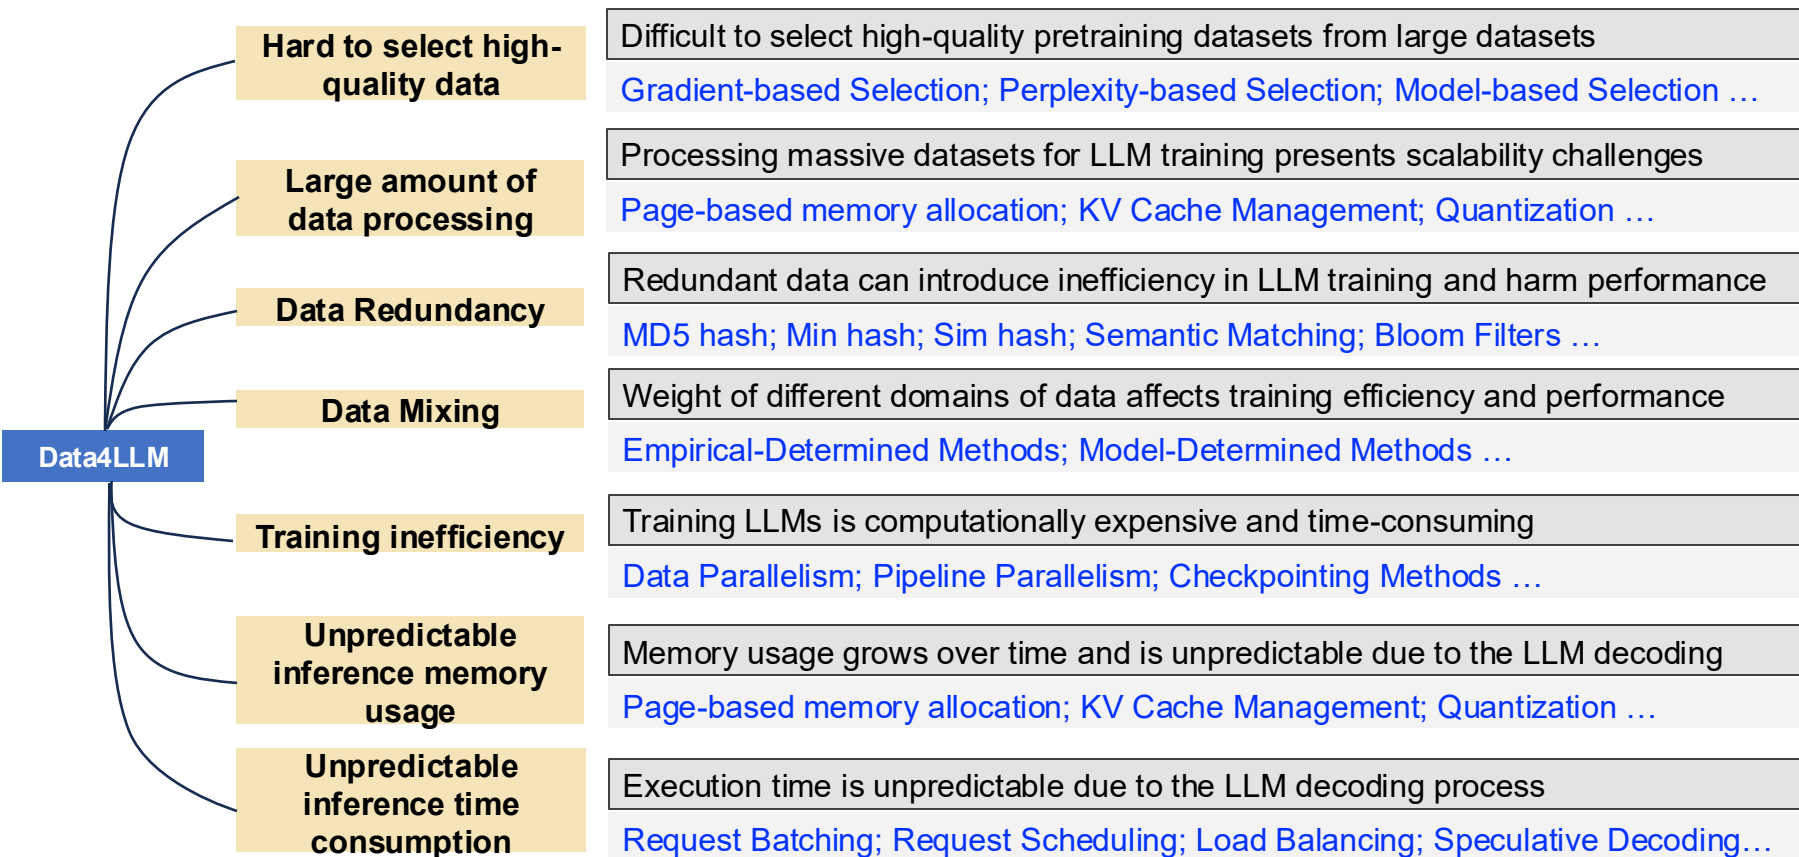 Hard to select high-
quality data
Difficult to select high-quality pretraining datasets from large datasets
Gradient-based Selection; Perplexity-based Selection; Model-based Selection …
Large amount of
data processing
Processing massive datasets for LLM training presents scalability challenges
Page-based memory allocation; KV Cache Management; Quantization …
Data Redundancy
Redundant data can introduce inefficiency in LLM training and harm performance
MD5 hash; Min hash; Sim hash; Semantic Matching; Bloom Filters …
Data Mixing
Weight of different domains of data affects training efficiency and performance
Empirical-Determined Methods; Model-Determined Methods …
Data4LLM
Training inefficiency
Training LLMs is computationally expensive and time-consuming
Data Parallelism; Pipeline Parallelism; Checkpointing Methods …
Unpredictable
inference memory
usage
Memory usage grows over time and is unpredictable due to the LLM decoding
Page-based memory allocation; KV Cache Management; Quantization …
Unpredictable
inference time
consumption
Execution time is unpredictable due to the LLM decoding process
Request Batching; Request Scheduling; Load Balancing; Speculative Decoding…